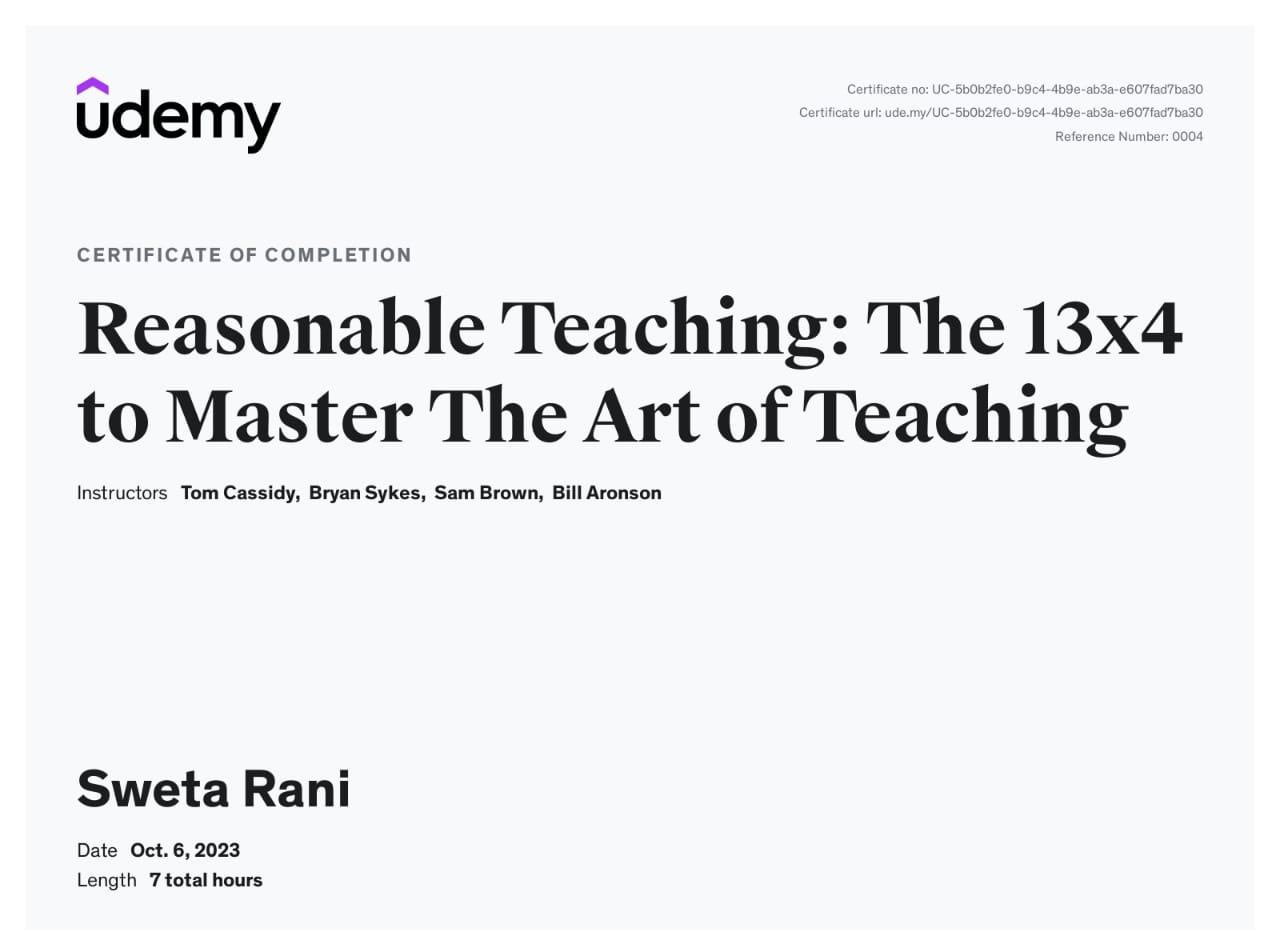 udemy
Certificate no: UC-5b0b2fe0-b9c4-4b9e-ab3a-e607fad7ba30
Certificate url: ude.my/UC-5b0b2fe0-b9c4-4b9e-ab3a-e607fad7ba30
Reference Number: 0004
CERTIFICATE OF COMPLETION
Reasonable Teaching: The 13x4
to Master The Art of Teaching
Instructors Tom Cassidy, Bryan Sykes, Sam Brown, Bill Aronson
Sweta Rani
Date Oct. 6, 2023
Length 7 total hours